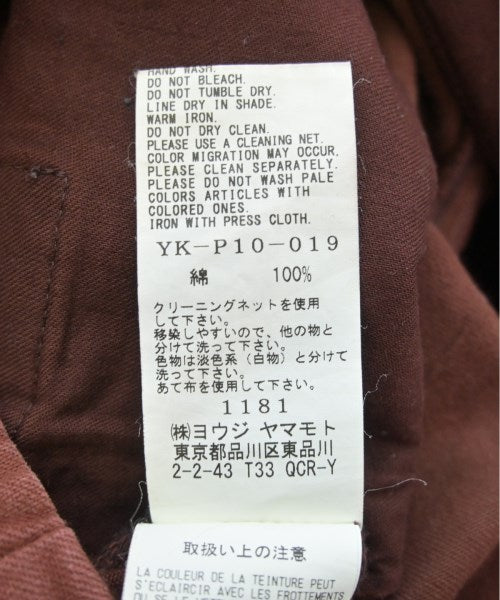 HAND WASH.
DO NOT BLEACH.
DO NOT TUMBLE DRY.
LINE DRY IN SHADE.
WARM IRON.
DO NOT DRY CLEAN.
PLEASE USE A CLEANING NET.
COLOR MIGRATION MAY OCCUR.
PLEASE CLEAN SEPARATELY.
PLEASE DO NOT WASH PALE
COLORS ARTICLES WITH
COLORED ONES.
IRON WITH PRESS CLOTH.
YK-P10-019
綿 100%
クリーニングネットを使用
して下さい。
移染しやすいので、他の物と
分けて洗って下さい。
色物は淡色系（白物）と分けて
洗って下さい。
あて布を使用して下さい。
1181
㈱ヨウジ ヤマモト
東京都品川区東品川
2-2-43 T33 QCR-Y
取扱い上の注意
LA COULEUR DE LA TEINTURE PEUT
S'ECLAIRCIR AVEC LES FROTTEMENTS